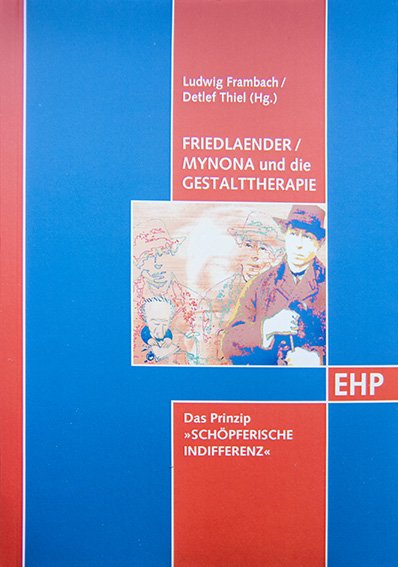 Ludwig Frambach/
Detlef Thiel (Hg.)
FRIEDLAENDER /
MYNONA und die
GESTALTTHERAPIE
EHP
Das Prinzip
»SCHÖPFERISCHE
INDIFFERENZ«